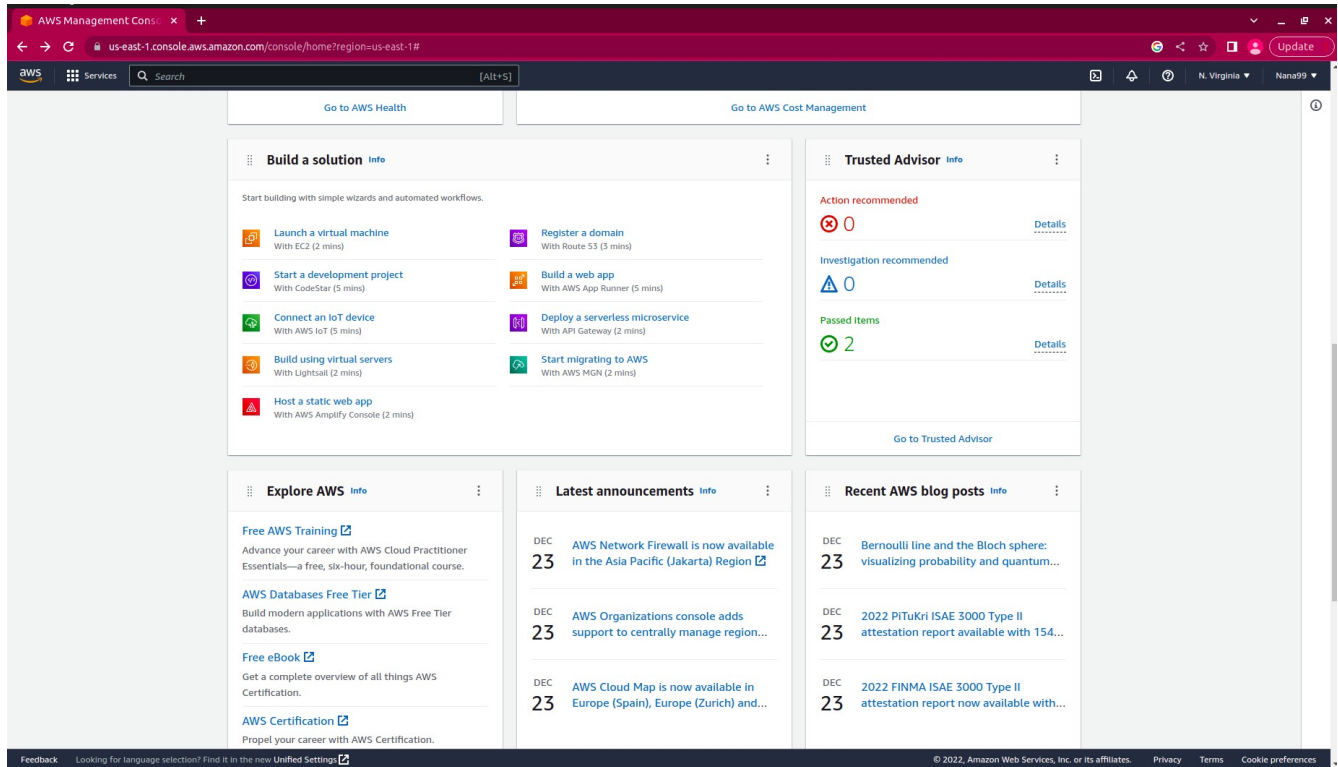 AWS Management Consc
us-east-1.console.aws.amazon.com/console/home?region=us-east-1#
Update
aws
Services
Search
[Alt+S]
N. Virginia
Nana99
Go to AWS Health
Go to AWS Cost Management
Build a solution Info
Start building with simple wizards and automated workflows.
Launch a virtual machine
With EC2 (2 mins)
Register a domain
With Route 53 (3 mins)
Start a development project
With CodeStar (5 mins)
Build a web app
With AWS App Runner (5 mins)
Connect an IoT device
With AWS IoT (5 mins)
Deploy a serverless microservice
With API Gateway (2 mins)
Build using virtual servers
With Lightsail (2 mins)
Start migrating to AWS
With AWS MGN (2 mins)
Host a static web app
With AWS Amplify Console (2 mins)
Trusted Advisor Info
Action recommended
0
Details
Investigation recommended
0
Details
Passed items
2
Details
Go to Trusted Advisor
Explore AWS Info
Free AWS Training
Advance your career with AWS Cloud Practitioner
Essentials—a free, six-hour, foundational course.
AWS Databases Free Tier
Build modern applications with AWS Free Tier
databases.
Free eBook
Get a complete overview of all things AWS
Certification.
AWS Certification
Propel your career with AWS Certification.
Latest announcements Info
DEC
23
AWS Network Firewall is now available
in the Asia Pacific (Jakarta) Region
DEC
23
AWS Organizations console adds
support to centrally manage region...
DEC
23
AWS Cloud Map is now available in
Europe (Spain), Europe (Zurich) and...
Recent AWS blog posts Info
DEC
23
Bernoulli line and the Bloch sphere:
visualizing probability and quantum...
DEC
23
2022 PiTuKri ISAE 3000 Type II
attestation report available with 154...
DEC
23
2022 FINMA ISAE 3000 Type II
attestation report now available with...
Feedback
Looking for language selection? Find it in the new Unified Settings
© 2022, Amazon Web Services, Inc. or its affiliates.
Privacy
Terms
Cookie preferences